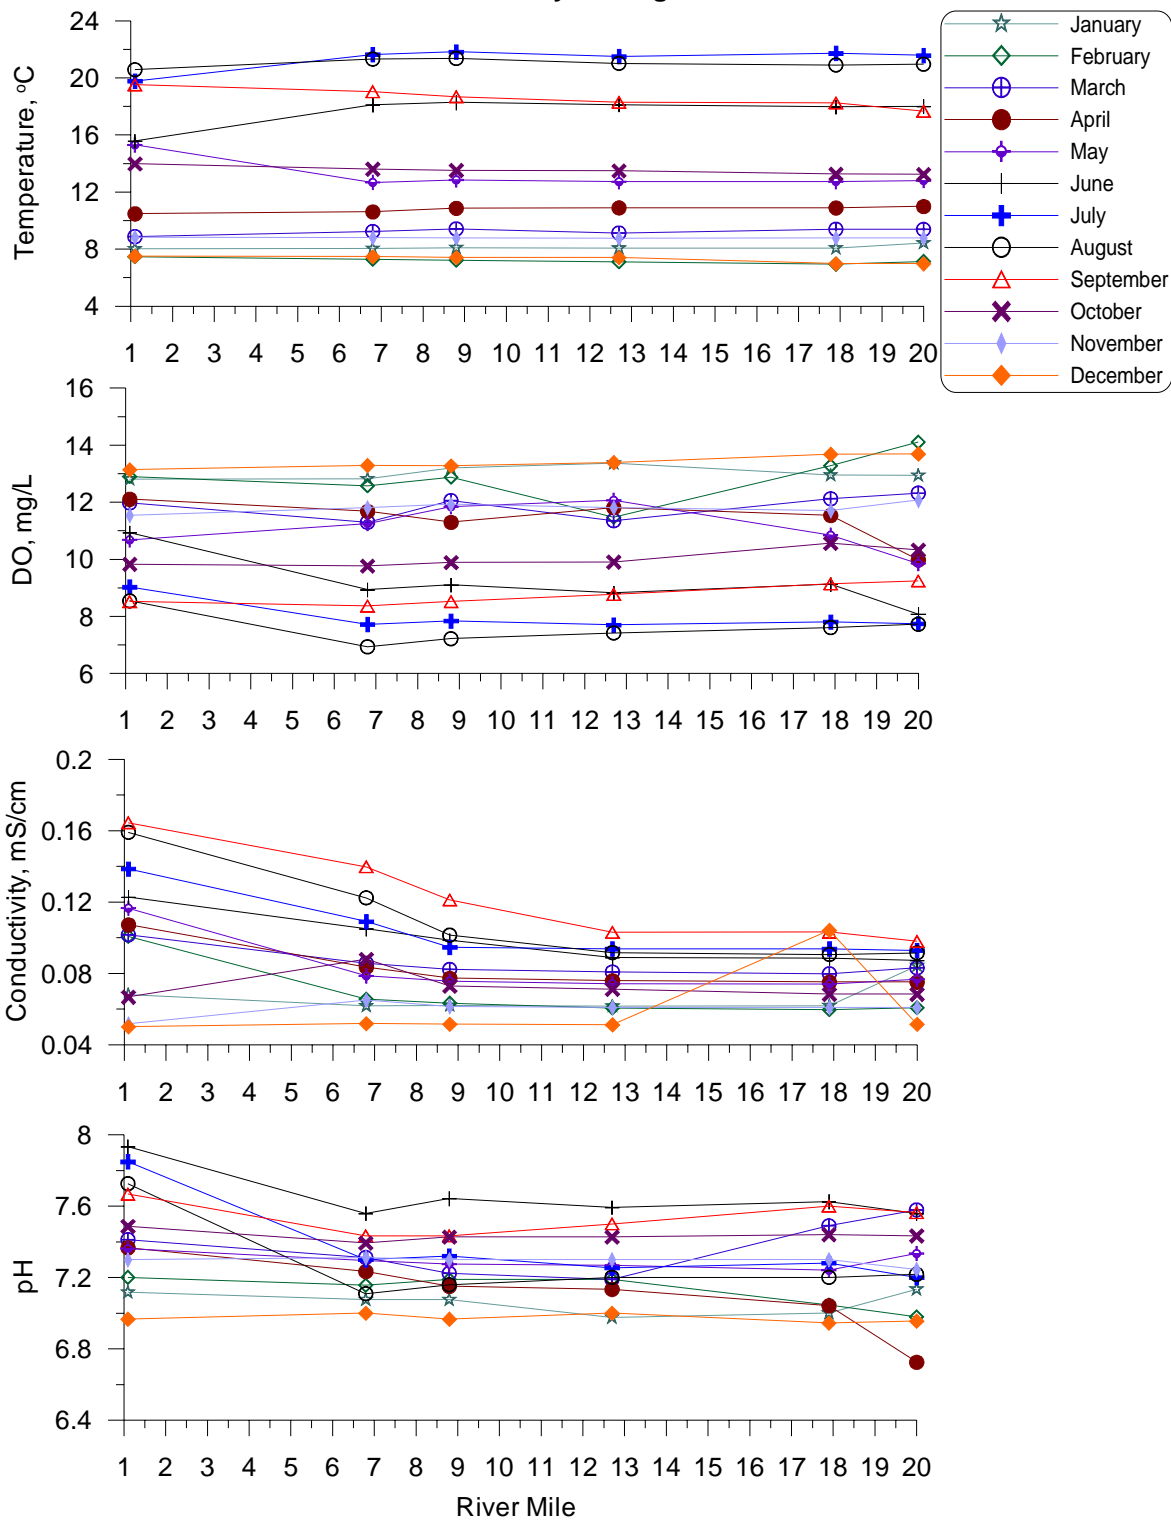 24
20
16
12
8
4
Temperature, ºC
1 2 3 4 5 6 7 8 9 10 11 12 13 14 15 16 17 18 19 20
January
February
March
April
May
June
July
August
September
October
November
December
16
14
12
10
8
6
DO, mg/L
1 2 3 4 5 6 7 8 9 10 11 12 13 14 15 16 17 18 19 20
0.2
0.16
0.12
0.08
0.04
Conductivity, mS/cm
1 2 3 4 5 6 7 8 9 10 11 12 13 14 15 16 17 18 19 20
8
7.6
7.2
6.8
6.4
pH
1 2 3 4 5 6 7 8 9 10 11 12 13 14 15 16 17 18 19 20
River Mile